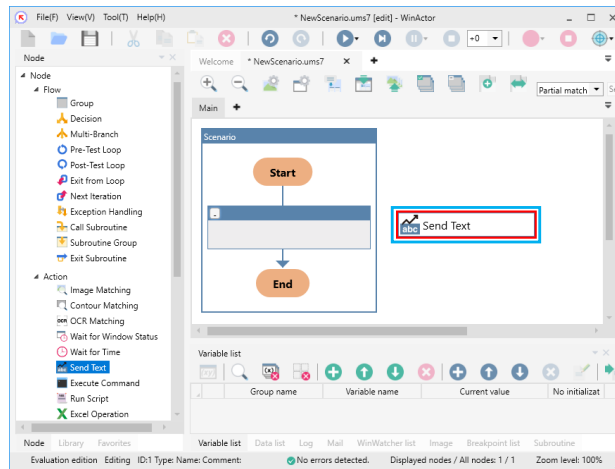 File(F) View(V) Tool(T) Help(H) * NewScenario.ums7 [edit] - WinActor
+0
Node
Node
Flow
Group
Decision
Multi-Branch
Pre-Test Loop
Post-Test Loop
Exit from Loop
Next Iteration
Exception Handling
Call Subroutine
Subroutine Group
Exit Subroutine
Action
Image Matching
Contour Matching
OCR OCR Matching
Wait for Window Status
Wait for Time
Send Text
Execute Command
Run Script
Excel Operation
Node Library Favorites
Welcome * NewScenario.ums7
Partial match
Main
Scenario
Start
End
abc Send Text
Variable list
Group name Variable name Current value No initializat
Variable list Data list Log Mail WinWatcher list Image Breakpoint list Subroutine
Evaluation edition Editing ID:1 Type: Name: Comment: No errors detected. Displayed nodes / All nodes: 1 / 1 Zoom level: 100%